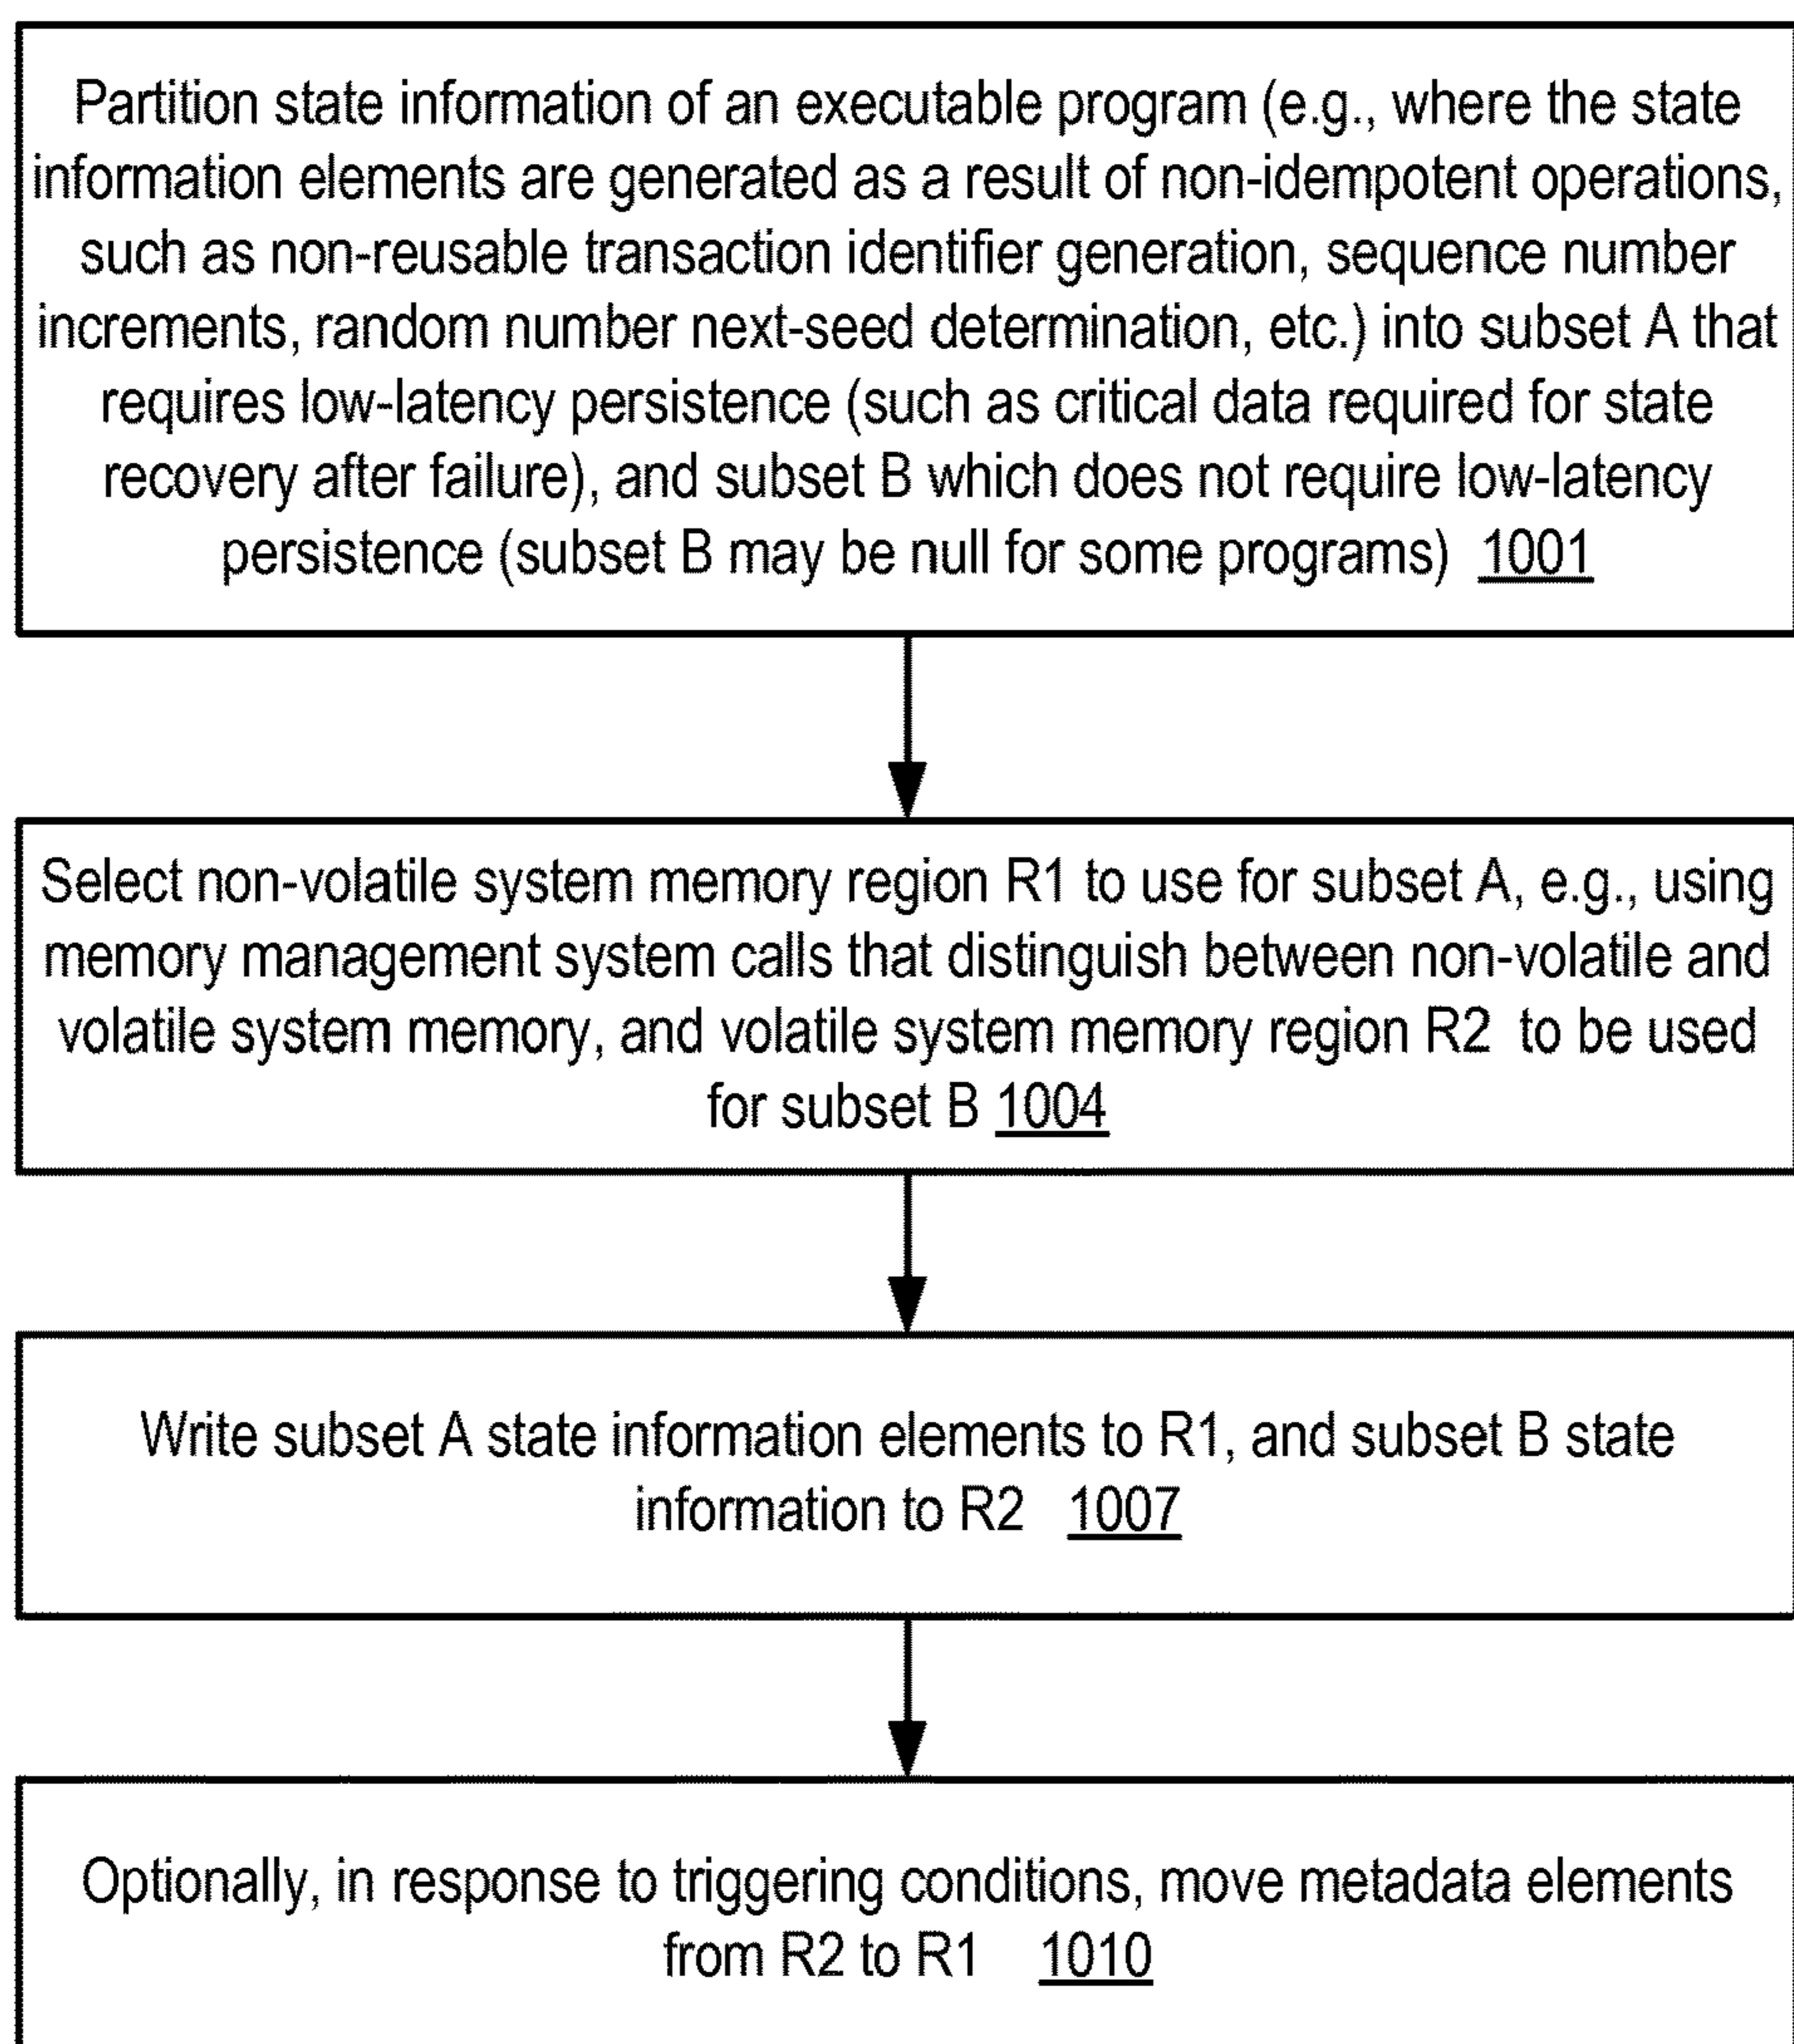 Partition state information of an executable program (e.g., where the state
information elements are generated as a result of non-idempotent operations,
such as non-reusable transaction identifier generation, sequence number
increments, random number next-seed determination, etc.) into subset A that
requires low-latency persistence (such as critical data required for state
recovery after failure), and subset B which does not require low-latency
persistence (subset B may be null for some programs) 1001
Select non-volatile system memory region R1 to use for subset A, e.g., using
memory management system calls that distinguish between non-volatile and
volatile system memory, and volatile system memory region R2 to be used
for subset B 1004
Write subset A state information elements to R1, and subset B state
information to R2 1007
Optionally, in response to triggering conditions, move metadata elements
from R2 to R1 1010